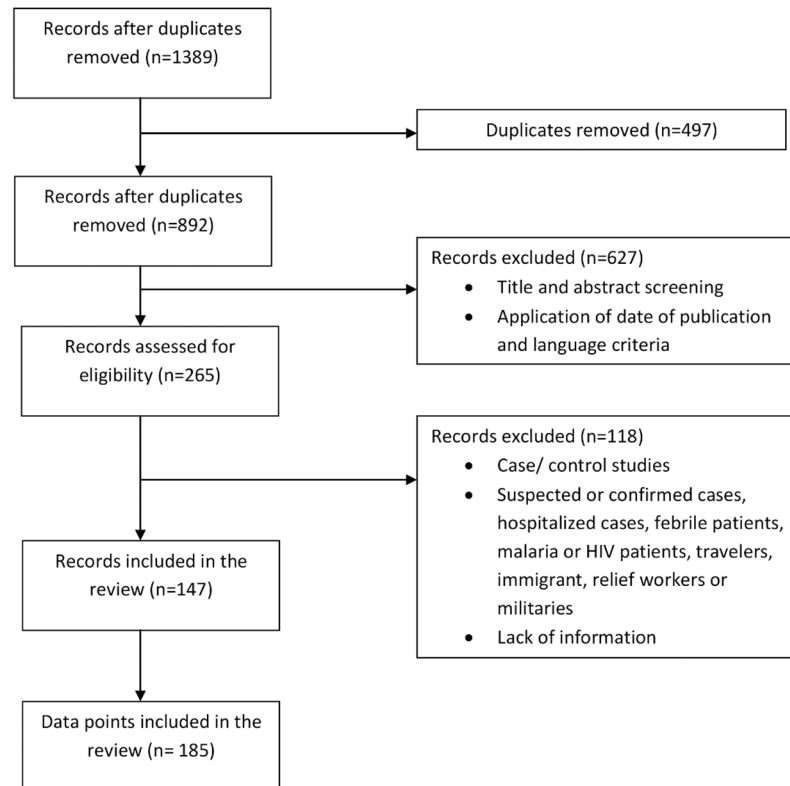 Records after duplicates
removed (n=1389)
Duplicates removed (n=497)
Records after duplicates
removed (n=892)
Records excluded (n=627)
• Title and abstract screening
• Application of date of publication
and language criteria
Records assessed for
eligibility (n=265)
Records excluded (n=118)
• Case/ control studies
• Suspected or confirmed cases,
hospitalized cases, febrile patients,
malaria or HIV patients, travelers,
immigrant, relief workers or
militaries
• Lack of information
Records included in the
review (n=147)
Data points included in the
review (n= 185)